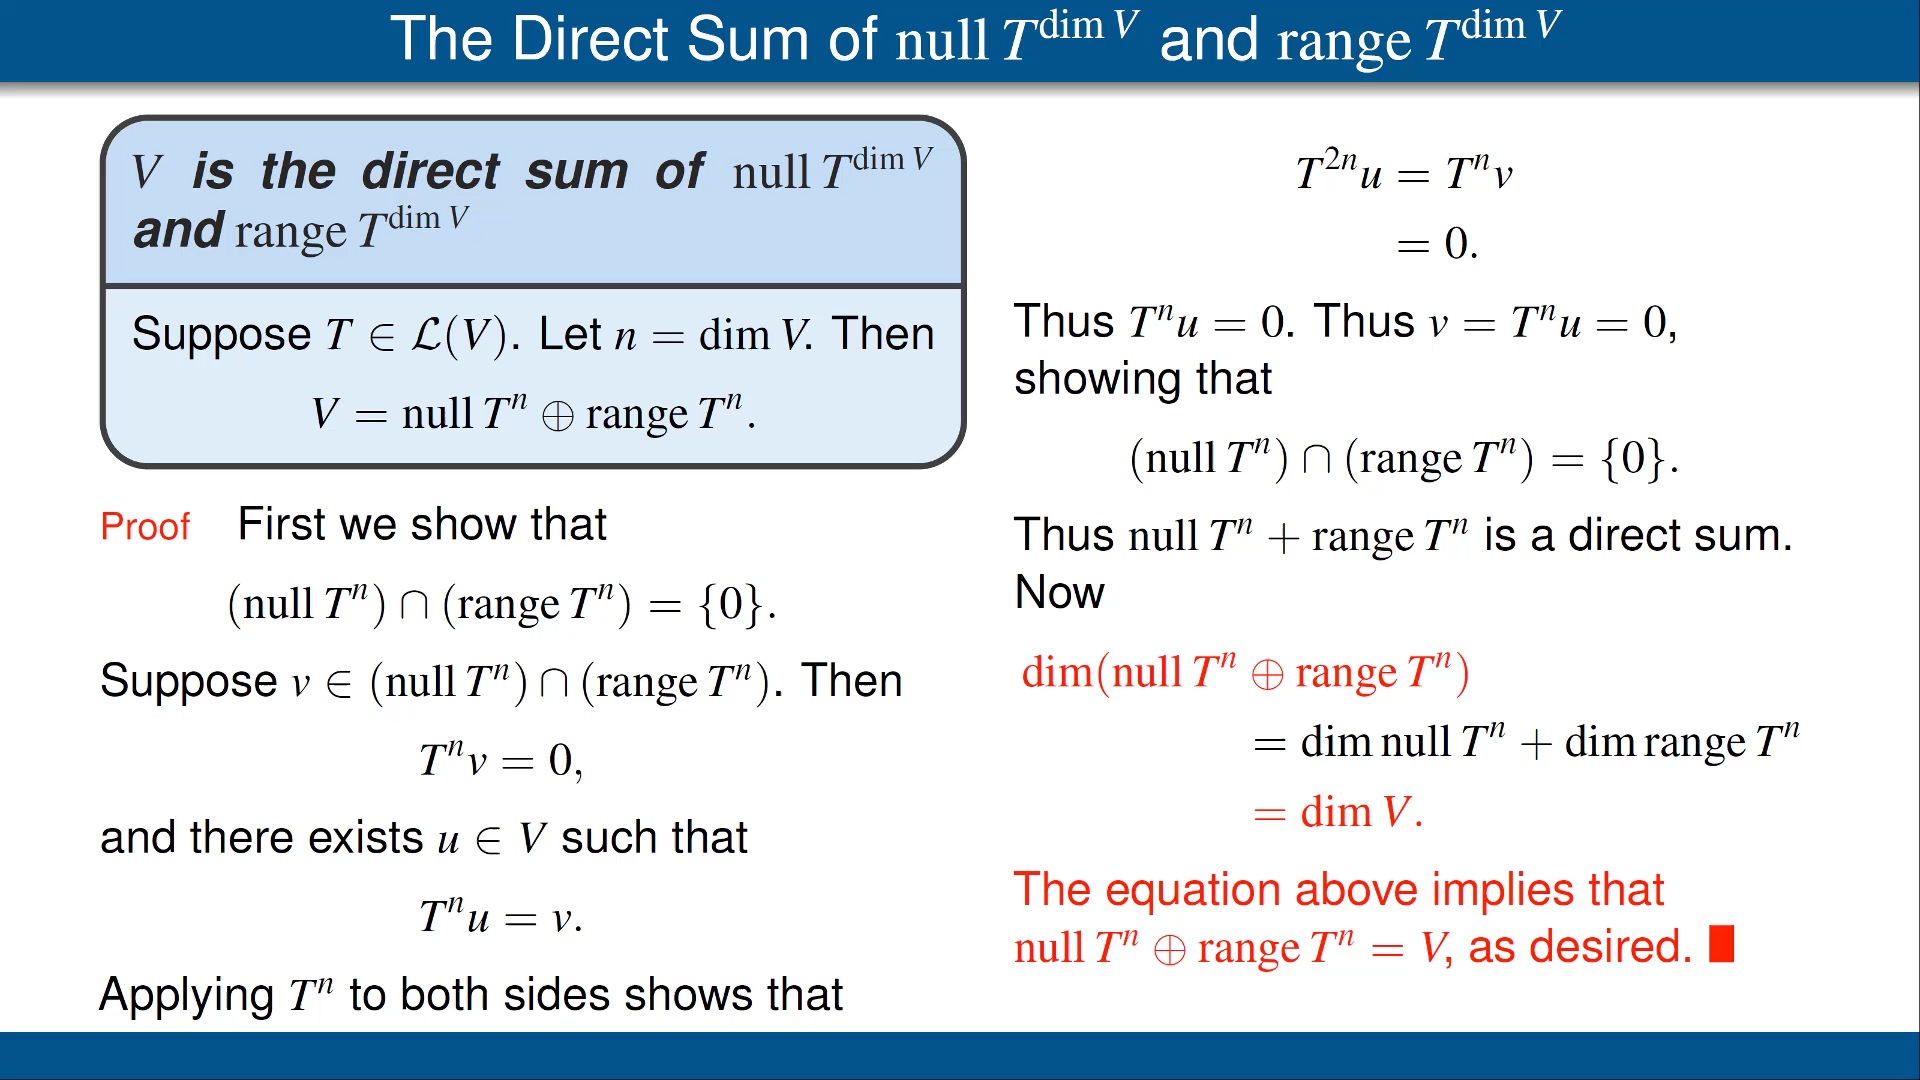 The Direct Sum of null T^{dim V} and range T^{dim V}
V is the direct sum of null T^{dim V}
and range T^{dim V}
Suppose T ∈ ℒ(V). Let n = dim V. Then
V = null T^n ⊕ range T^n.
Proof First we show that
(null T^n) ∩ (range T^n) = {0}.
Suppose v ∈ (null T^n) ∩ (range T^n). Then
T^n v = 0,
and there exists u ∈ V such that
T^n u = v.
Applying T^n to both sides shows that
T^{2n} u = T^n v
= 0.
Thus T^n u = 0. Thus v = T^n u = 0,
showing that
(null T^n) ∩ (range T^n) = {0}.
Thus null T^n + range T^n is a direct sum.
Now
dim(null T^n ⊕ range T^n)
= dim null T^n + dim range T^n
= dim V.
The equation above implies that
null T^n ⊕ range T^n = V, as desired. ■